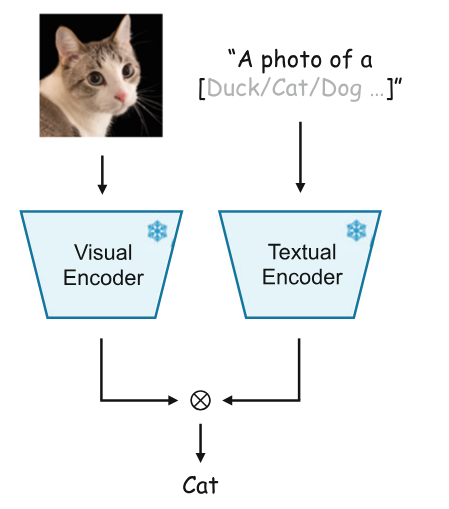 “A photo of a
[Duck/Cat/Dog ...]”
Visual
Encoder
Textual
Encoder
Cat